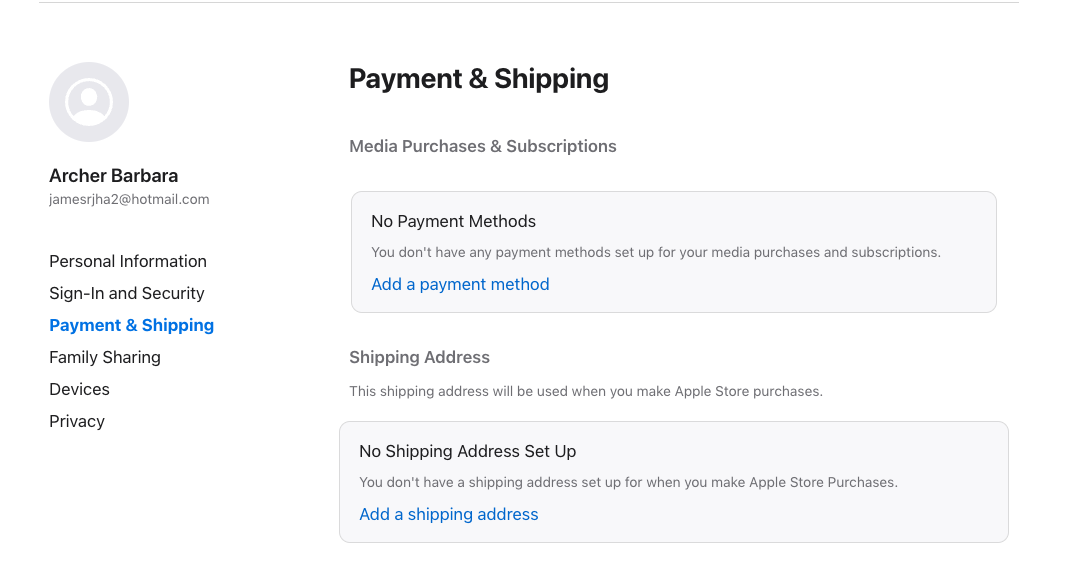 Payment & Shipping
Archer Barbara
jamesrjha2@hotmail.com
Personal Information
Sign-In and Security
Payment & Shipping
Family Sharing
Devices
Privacy
Media Purchases & Subscriptions
No Payment Methods
You don't have any payment methods set up for your media purchases and subscriptions.
Add a payment method
Shipping Address
This shipping address will be used when you make Apple Store purchases.
No Shipping Address Set Up
You don't have a shipping address set up for when you make Apple Store Purchases.
Add a shipping address